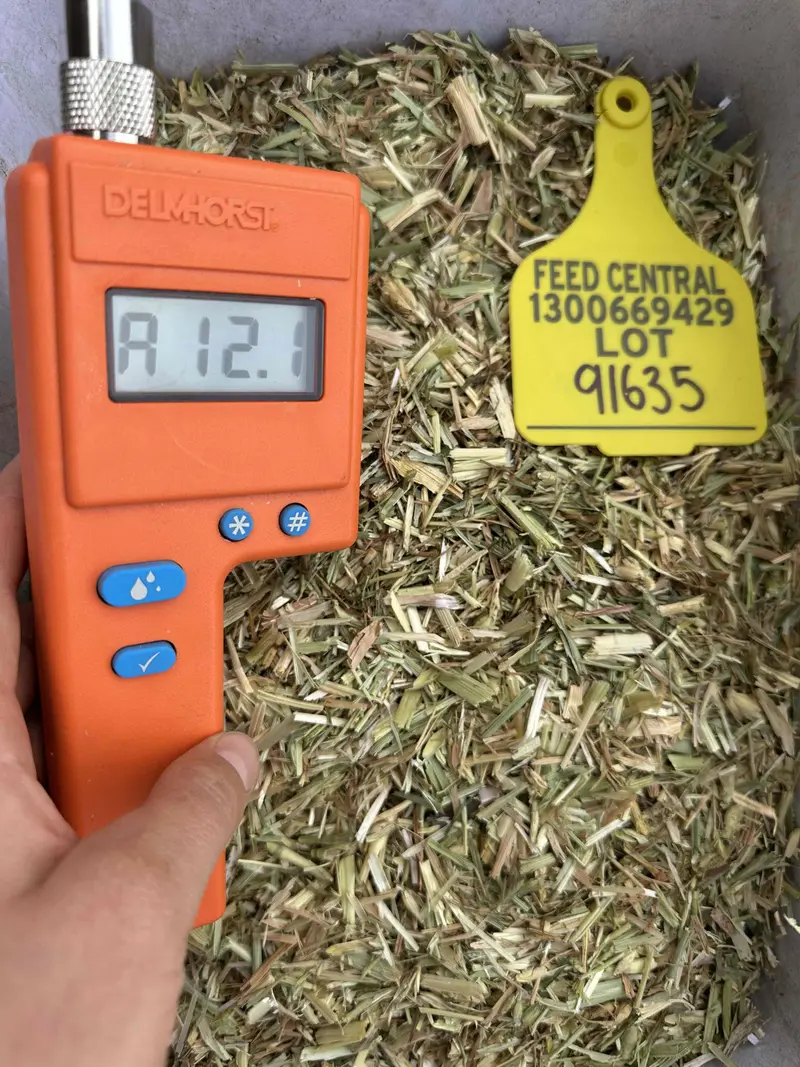 DELMHORST
A 12.1
* #
FEED CENTRAL
1300669429
LOT
91635